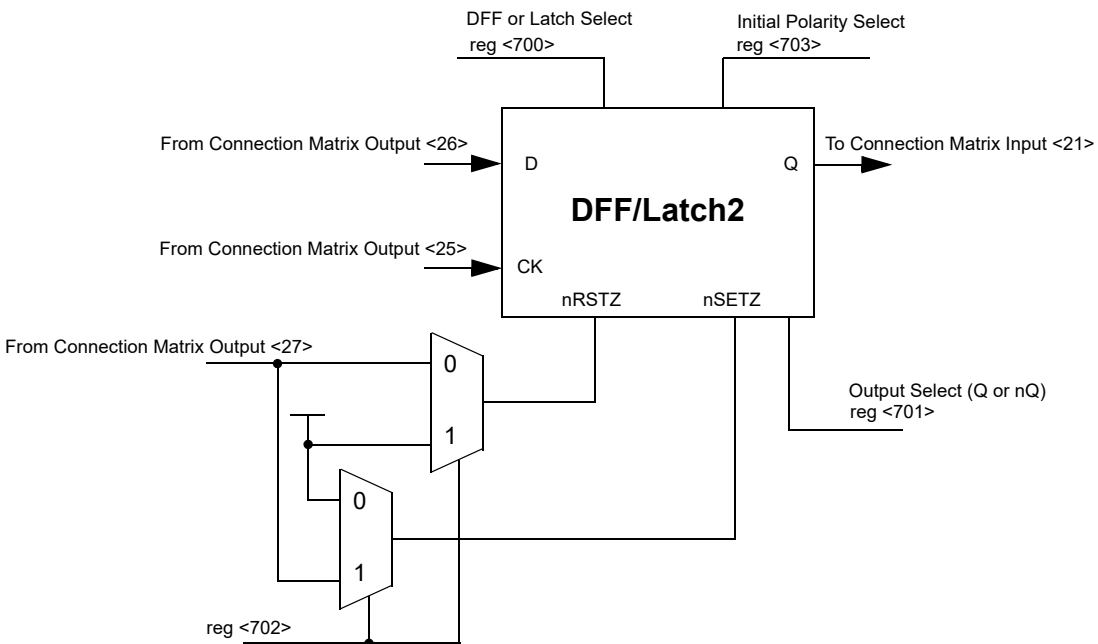 DFF or Latch Select
reg <700>
Initial Polarity Select
reg <703>
From Connection Matrix Output <26>
D
Q
To Connection Matrix Input <21>
DFF/Latch2
From Connection Matrix Output <25>
CK
nRSTZ
nSETZ
From Connection Matrix Output <27>
0
1
Output Select (Q or nQ)
reg <701>
0
1
reg <702>